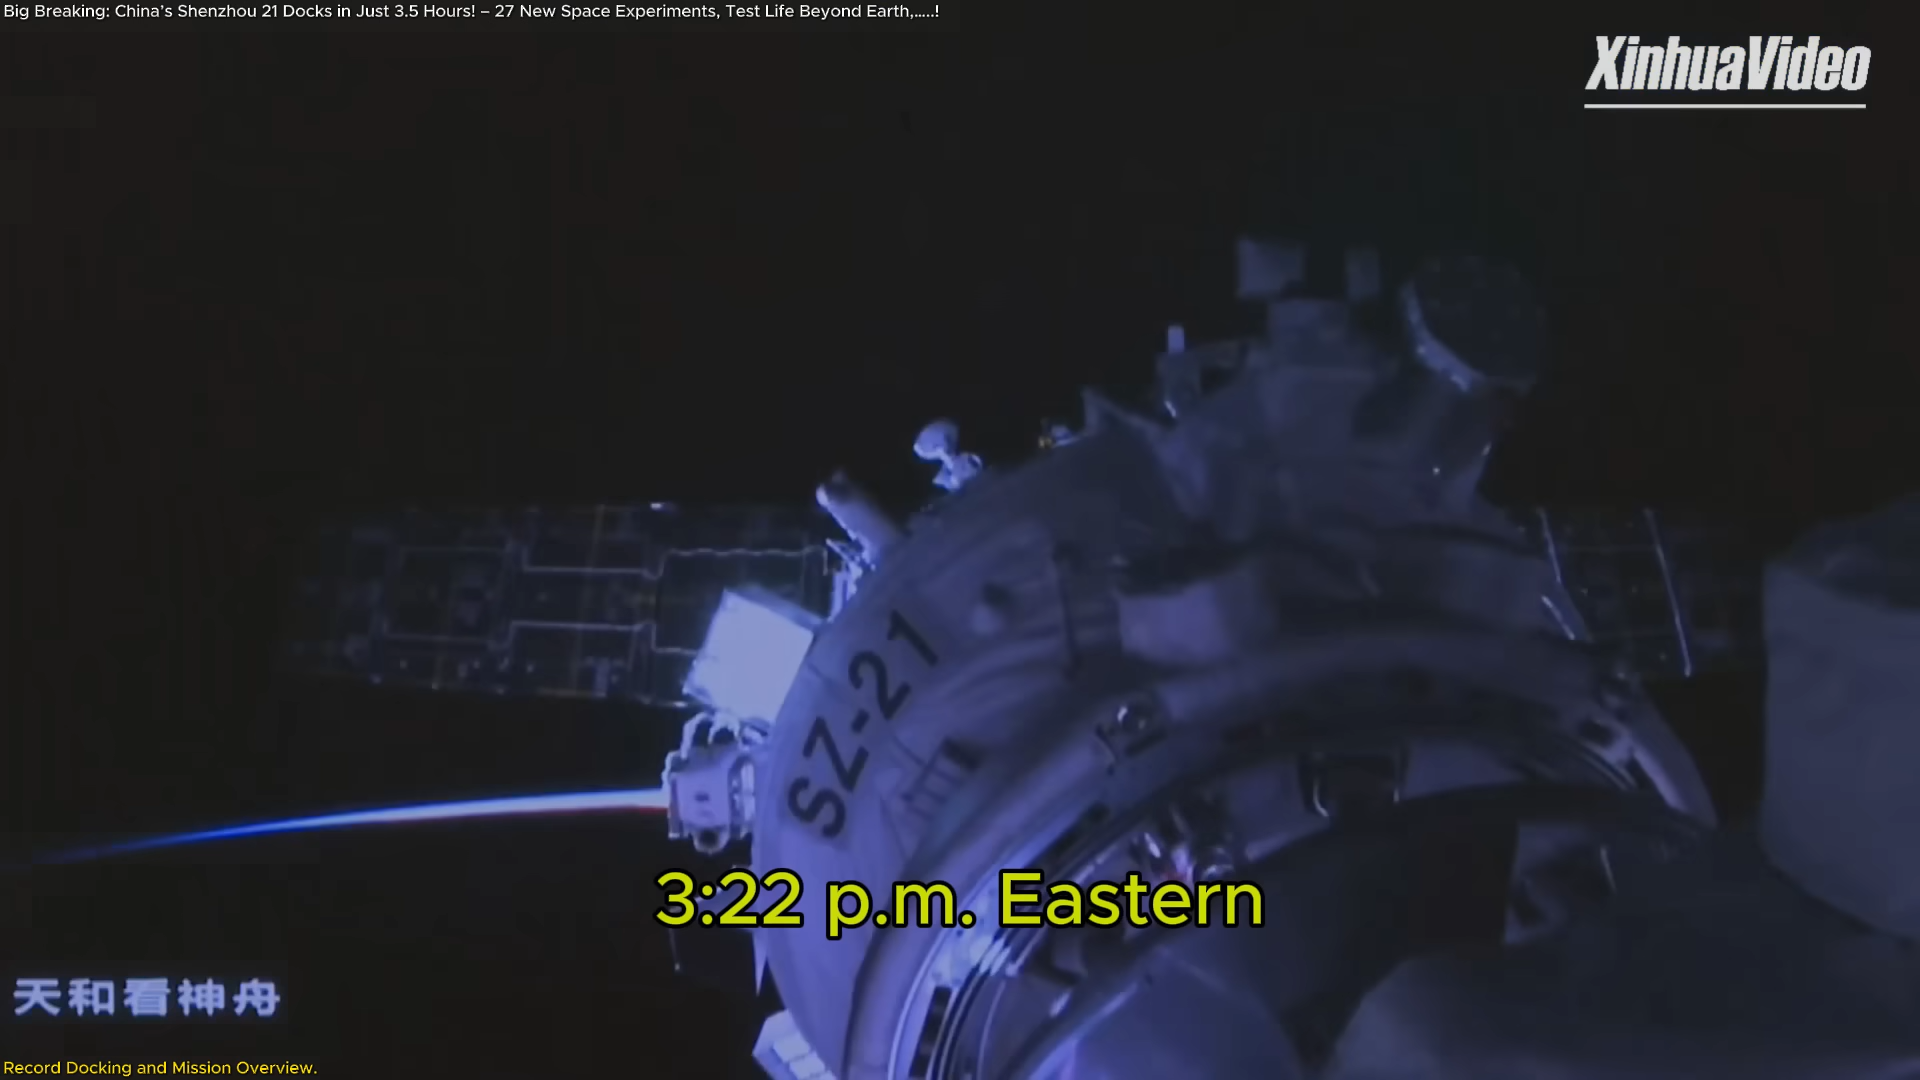 Big Breaking: China’s Shenzhou 21 Docks in Just 3.5 Hours! – 27 New Space Experiments, Test Life Beyond Earth,.....!
XinhuaVideo
SZ-21
3:22 p.m. Eastern
天和看神舟
Record Docking and Mission Overview.